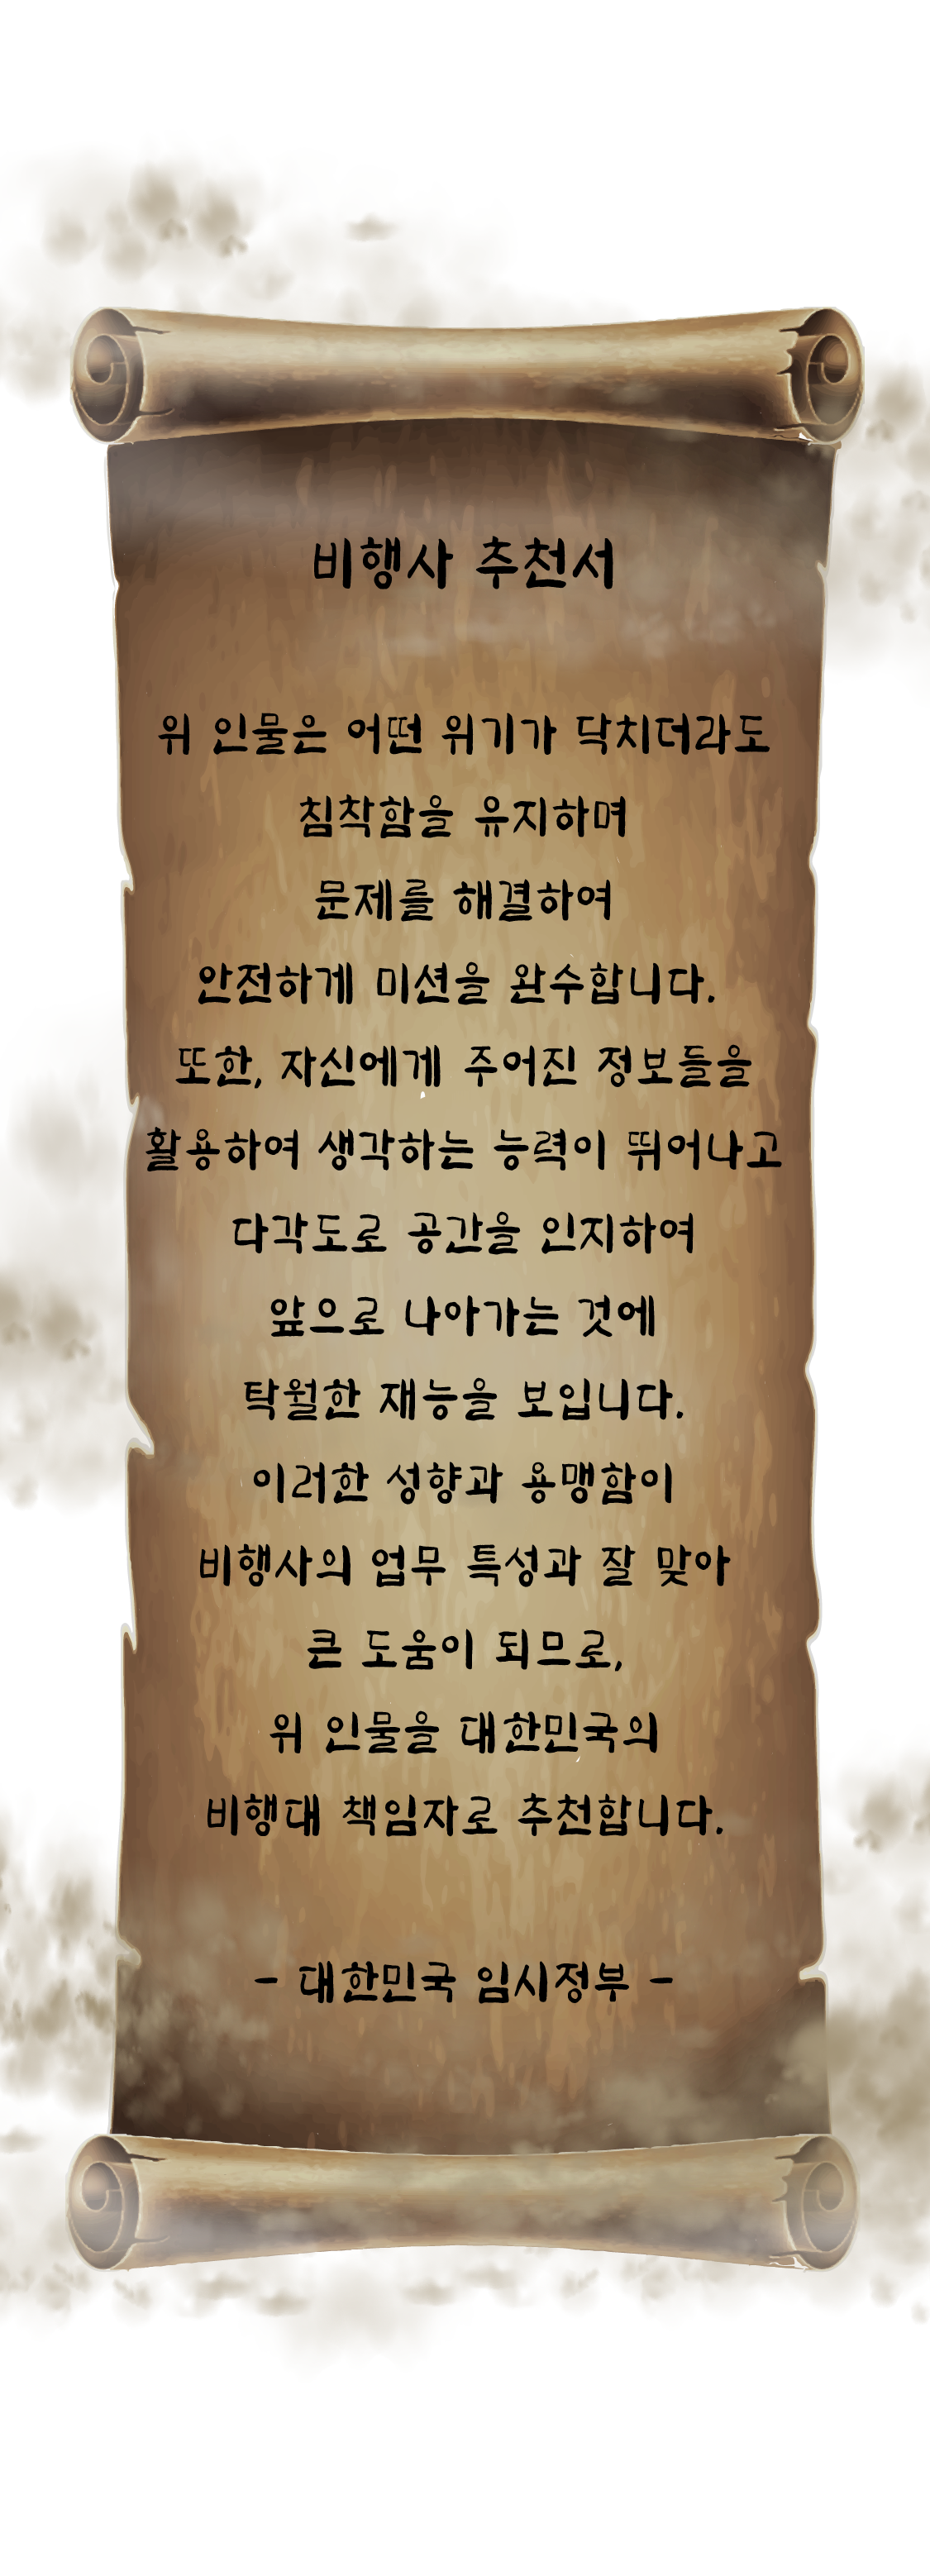 비행사 추천서
위 인물은 어떤 위기가 닥치더라도
침착함을 유지하며
문제를 해결하여
안전하게 미션을 완수합니다.
또한, 자신에게 주어진 정보들을
활용하여 생각하는 능력이 뛰어나고
다각도로 공간을 인지하여
앞으로 나아가는 것에
탁월한 재능을 보입니다.
이러한 성향과 용맹함이
비행사의 업무 특성과 잘 맞아
큰 도움이 되므로,
위 인물을 대한민국의
비행대 책임자로 추천합니다.
- 대한민국 임시정부 -